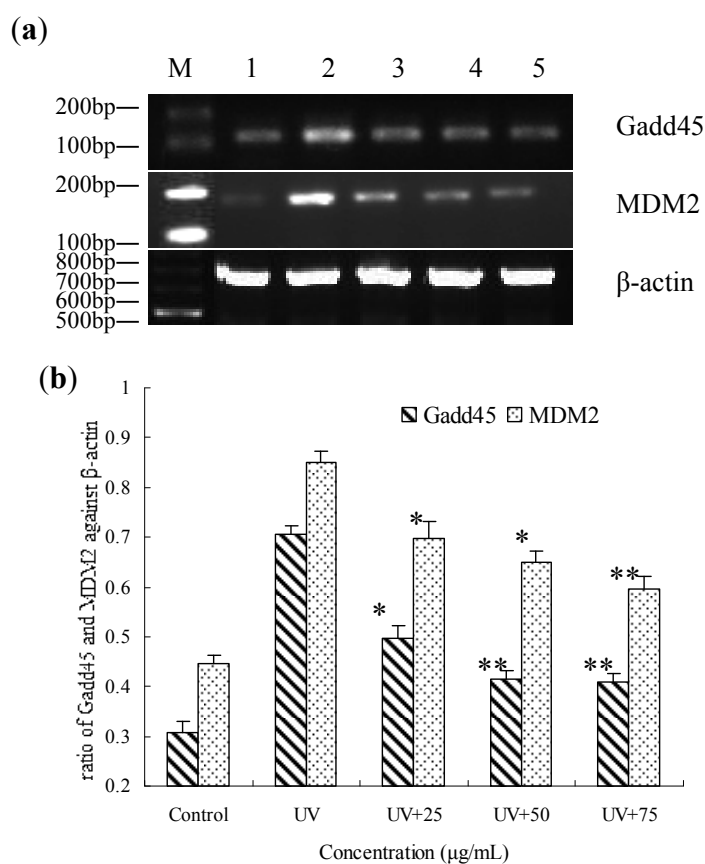 (a)
M 1 2 3 4 5
200bp— Gadd45
100bp—
200bp—
MDM2
100bp—
800bp—
700bp— β-actin
600bp—
500bp—
(b)
1
Gadd45 MDM2
0.9
0.8
0.7
0.6
0.5
0.4
0.3
0.2
ratio of Gadd45 and MDM2 against β-actin
* *
* **
** **
Control UV UV+25 UV+50 UV+75
Concentration (μg/mL)